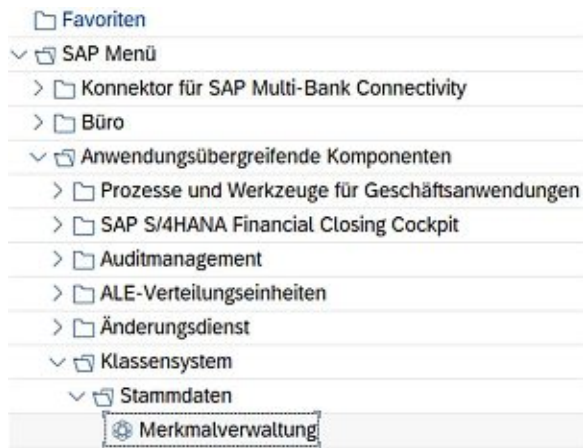 Favoriten
SAP Menü
Konnektor für SAP Multi-Bank Connectivity
Büro
Anwendungsübergreifende Komponenten
Prozesse und Werkzeuge für Geschäftsanwendungen
SAP S/4HANA Financial Closing Cockpit
Auditmanagement
ALE-Verteilungseinheiten
Änderungsdienst
Klassensystem
Stammdaten
Merkmalverwaltung